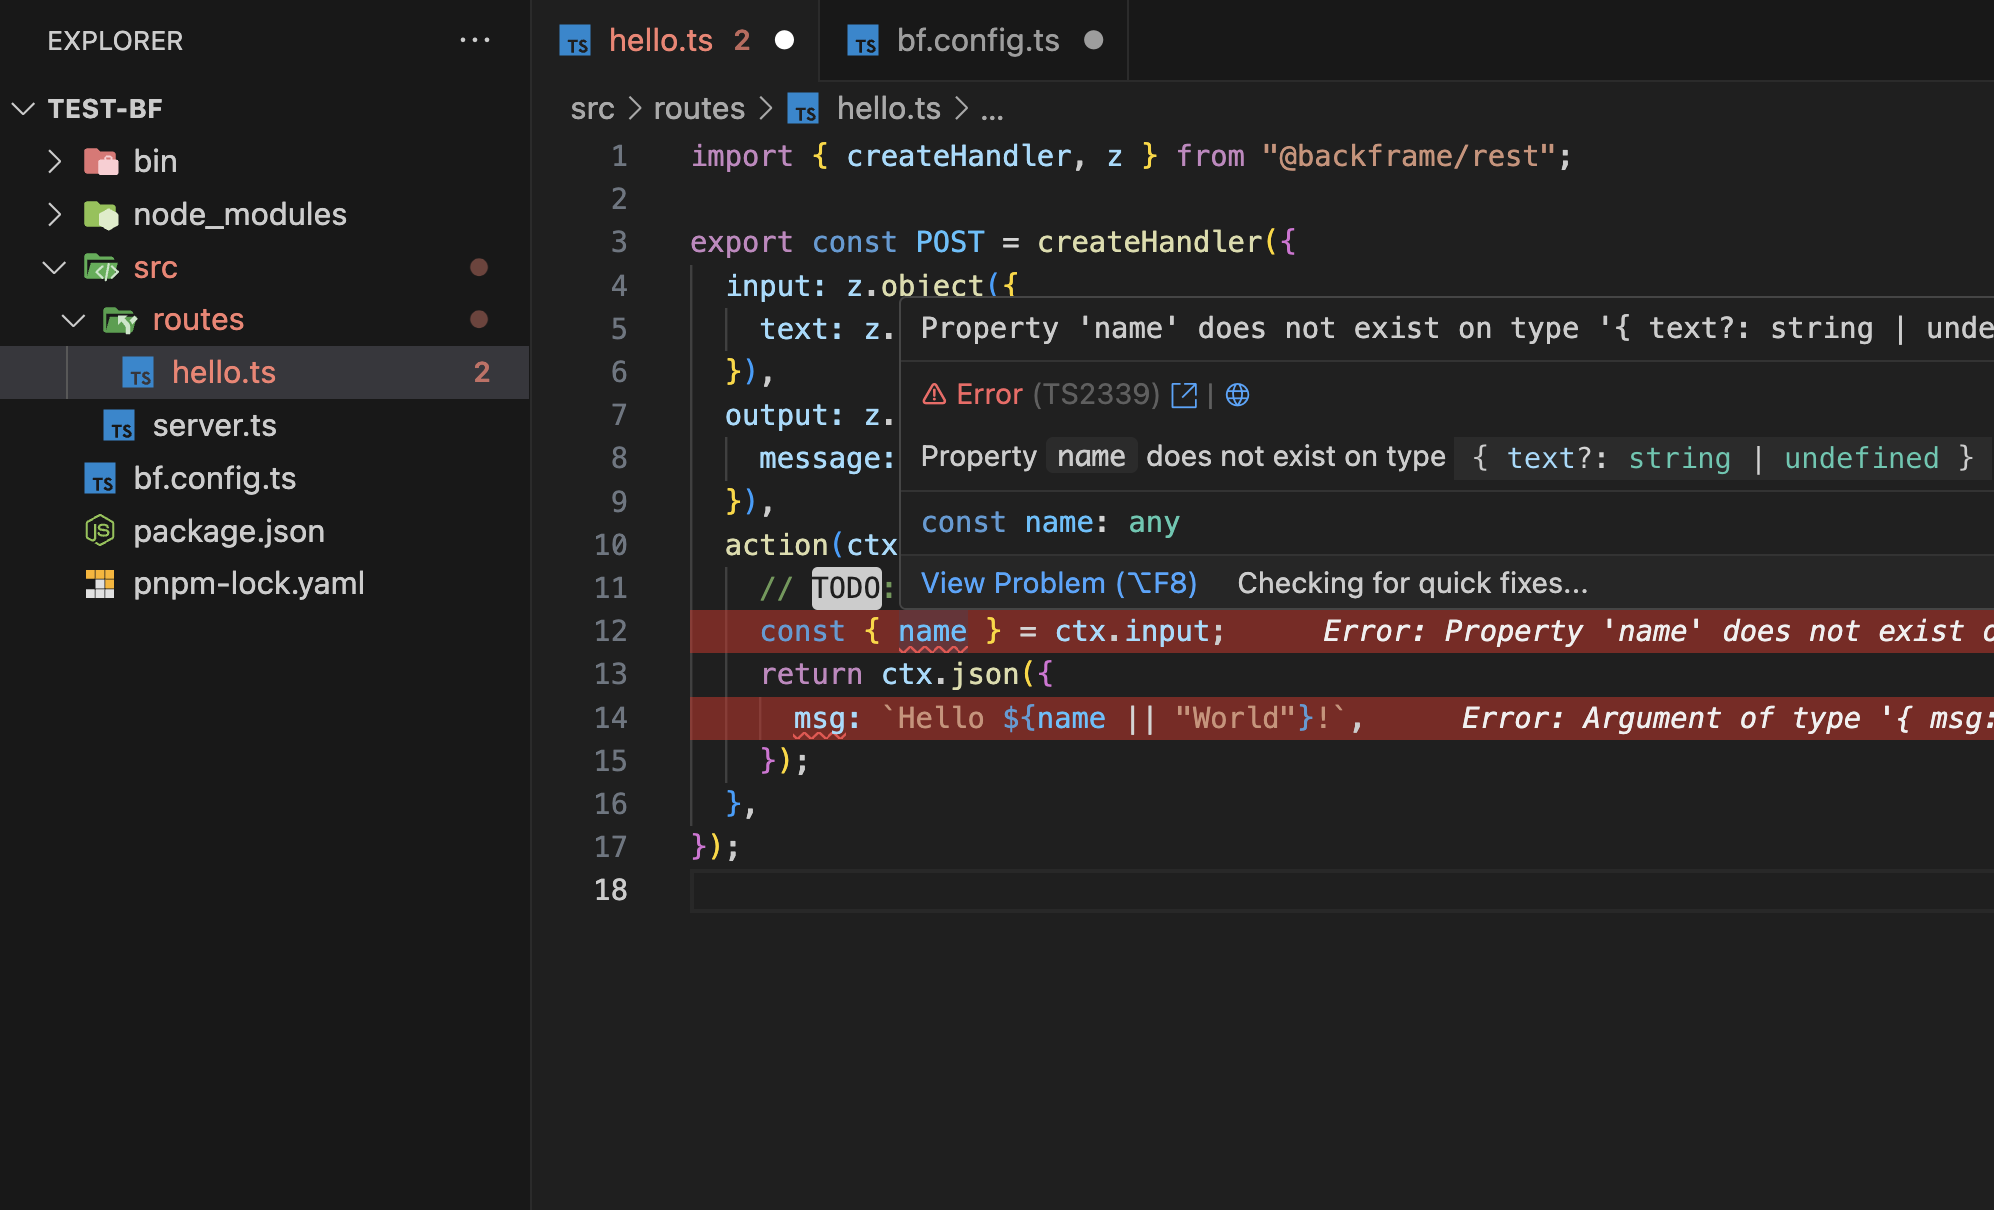 EXPLORER
TEST-BF
bin
node_modules
src
routes
hello.ts 2
server.ts
bf.config.ts
package.json
pnpm-lock.yaml
hello.ts 2
bf.config.ts
src > routes > TS hello.ts > ...
1 import { createHandler, z } from "@backframe/rest";
2
3 export const POST = createHandler({
4 input: z.object({
5 text: z.
6 }),
7 output: z.
8 message:
9 }),
10 action(ctx
11 // TODO:
12 const { name } = ctx.input; Error: Property 'name' does not exist
13 return ctx.json({
14 msg: `Hello ${name || "World"}!`, Error: Argument of type '{ msg:
15 });
16 },
17 });
18
Property 'name' does not exist on type '{ text?: string | unde
Error (TS2339) |
Property name does not exist on type { text?: string | undefined }
const name: any
View Problem (⌥F8) Checking for quick fixes...